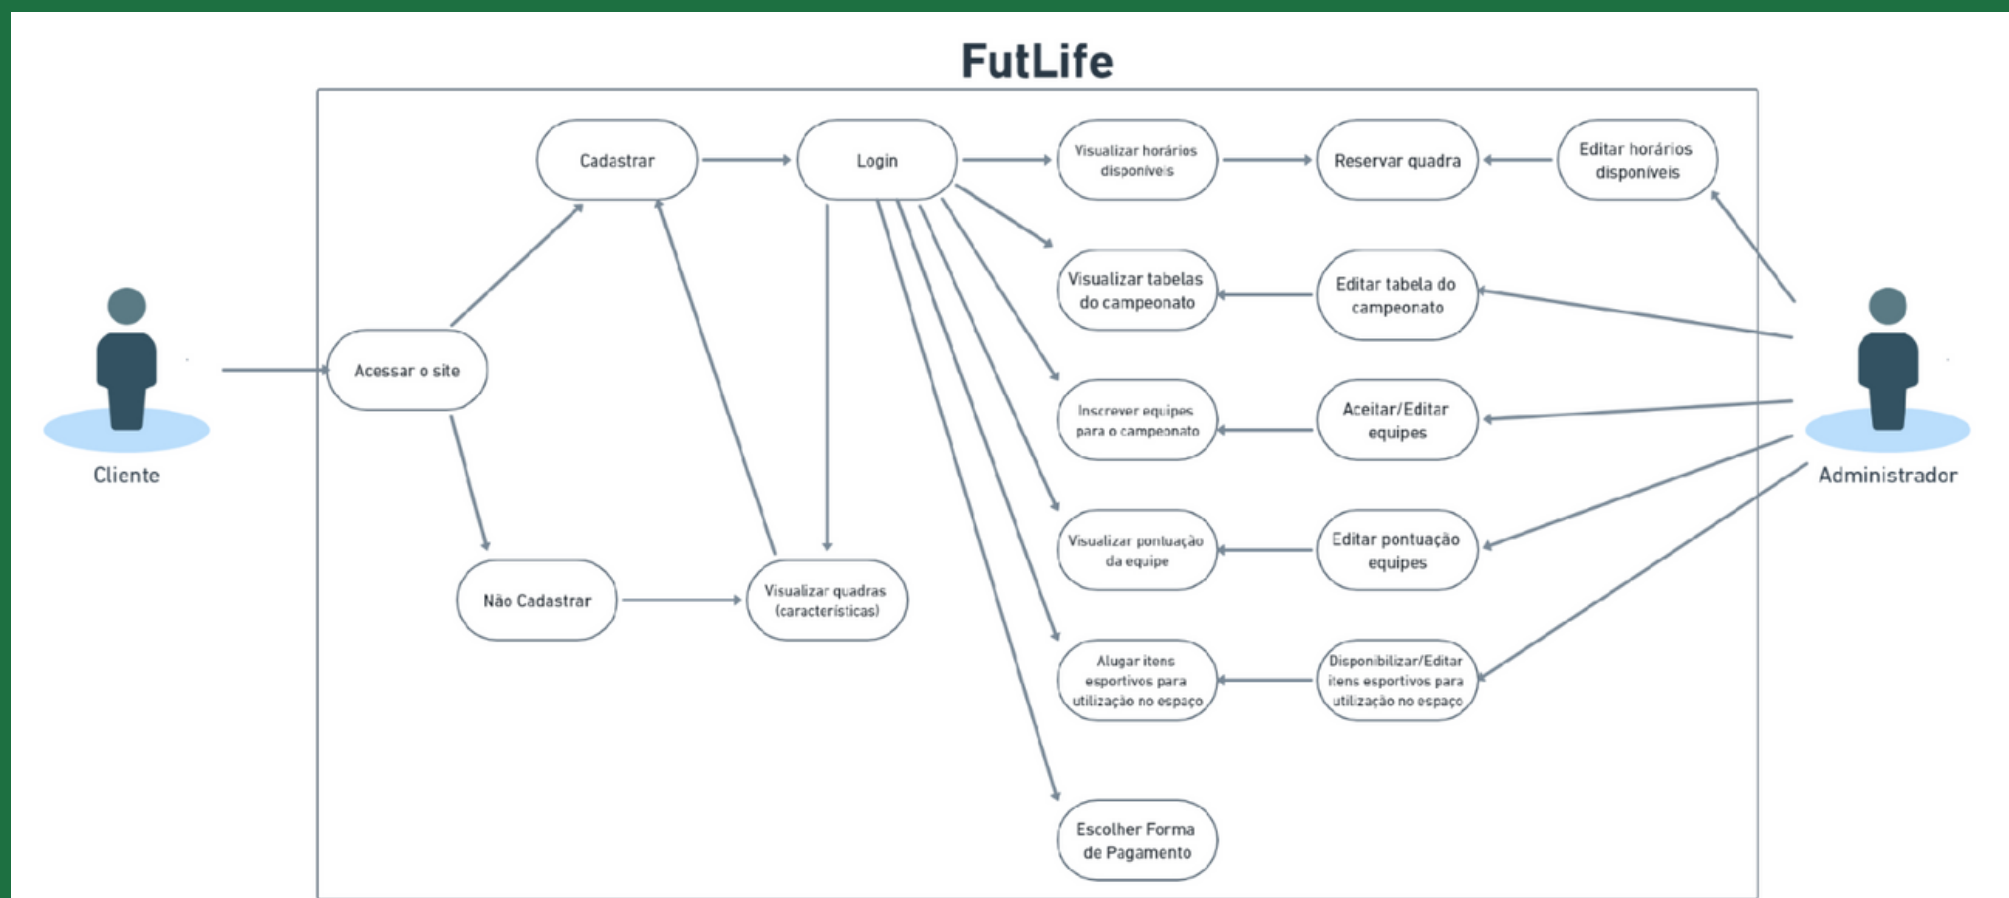 FutLife
Cadastrar
Login
Visualizar horários
disponíveis
Reservar quadra
Editar horários
disponíveis
Visualizar tabelas
do campeonato
Editar tabela do
campeonato
Acessar o site
Inscrever equipes
para o campeonato
Aceitar/Editar
equipes
Cliente
Administrador
Não Cadastrar
Visualizar quadras
(características)
Visualizar pontuação
da equipe
Editar pontuação
equipes
Alugar itens
esportivos para
utilização no espaço
Disponibilizar/Editar
itens esportivos para
utilização no espaço
Escolher Forma
de Pagamento